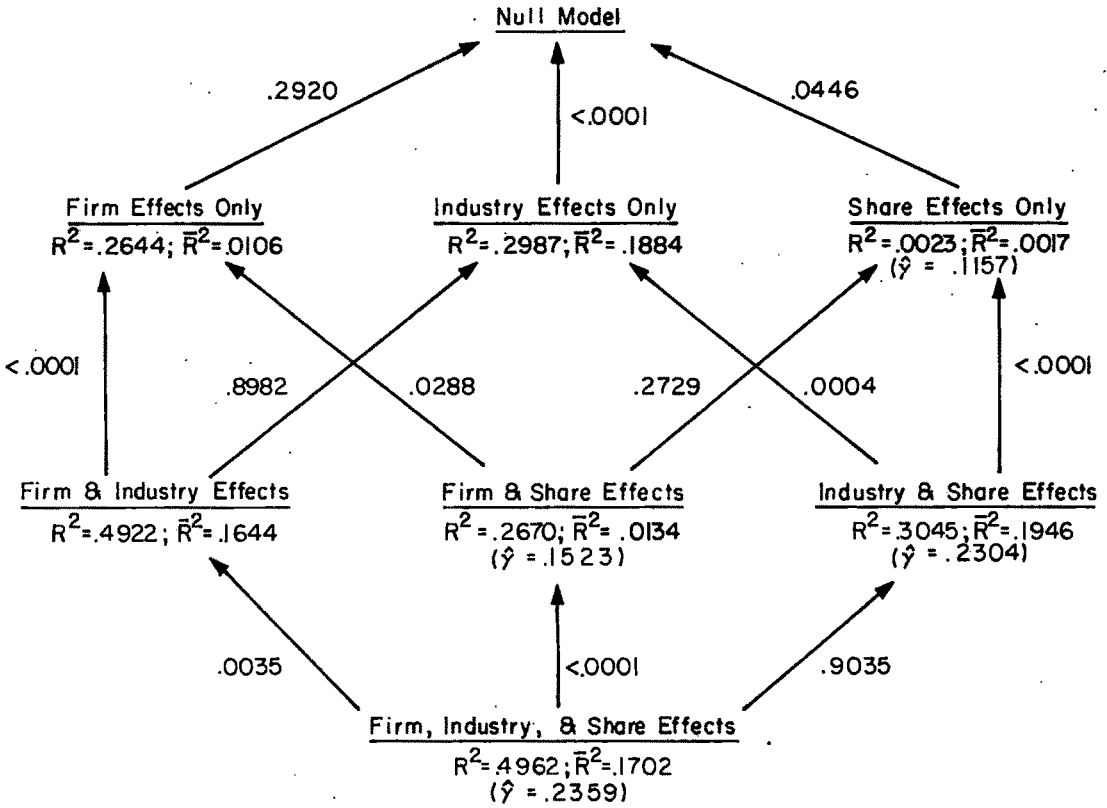 Null Model
.2920
<.0001
.0446
Firm Effects Only
R²=.2644; R̄²=.0106
Industry Effects Only
R²=.2987; R̄²=.1884
Share Effects Only
R²=.0023; R̄²=.0017
(ŷ = .1157)
<.0001
.8982
.0288
.2729
.0004
<.0001
Firm & Industry Effects
R²=.4922; R̄²=.1644
Firm & Share Effects
R²=.2670; R̄²=.0134
(ŷ = .1523)
Industry & Share Effects
R²=.3045; R̄²=.1946
(ŷ = .2304)
.0035
<.0001
.9035
Firm, Industry, & Share Effects
R²=.4962; R̄²=.1702
(ŷ = .2359)